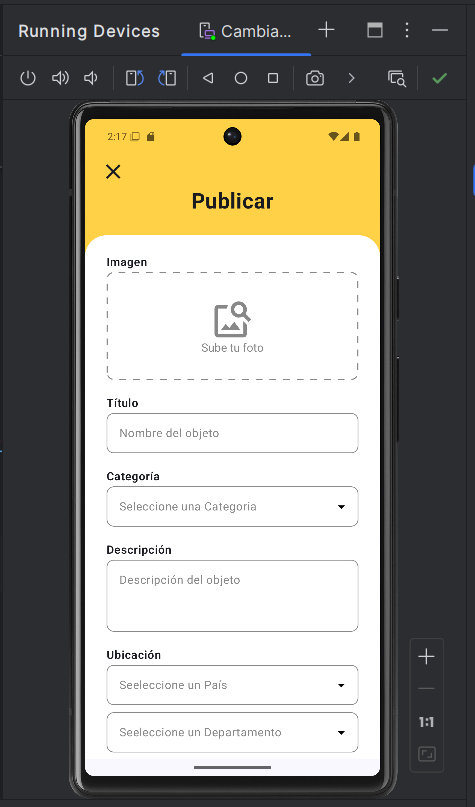 Running Devices
Cambia...
2:17
Publicar
Imagen
Sube tu foto
Título
Nombre del objeto
Categoría
Seleccione una Categoria
Descripción
Descripción del objeto
Ubicación
Seeleccione un País
Seeleccione un Departamento
1:1